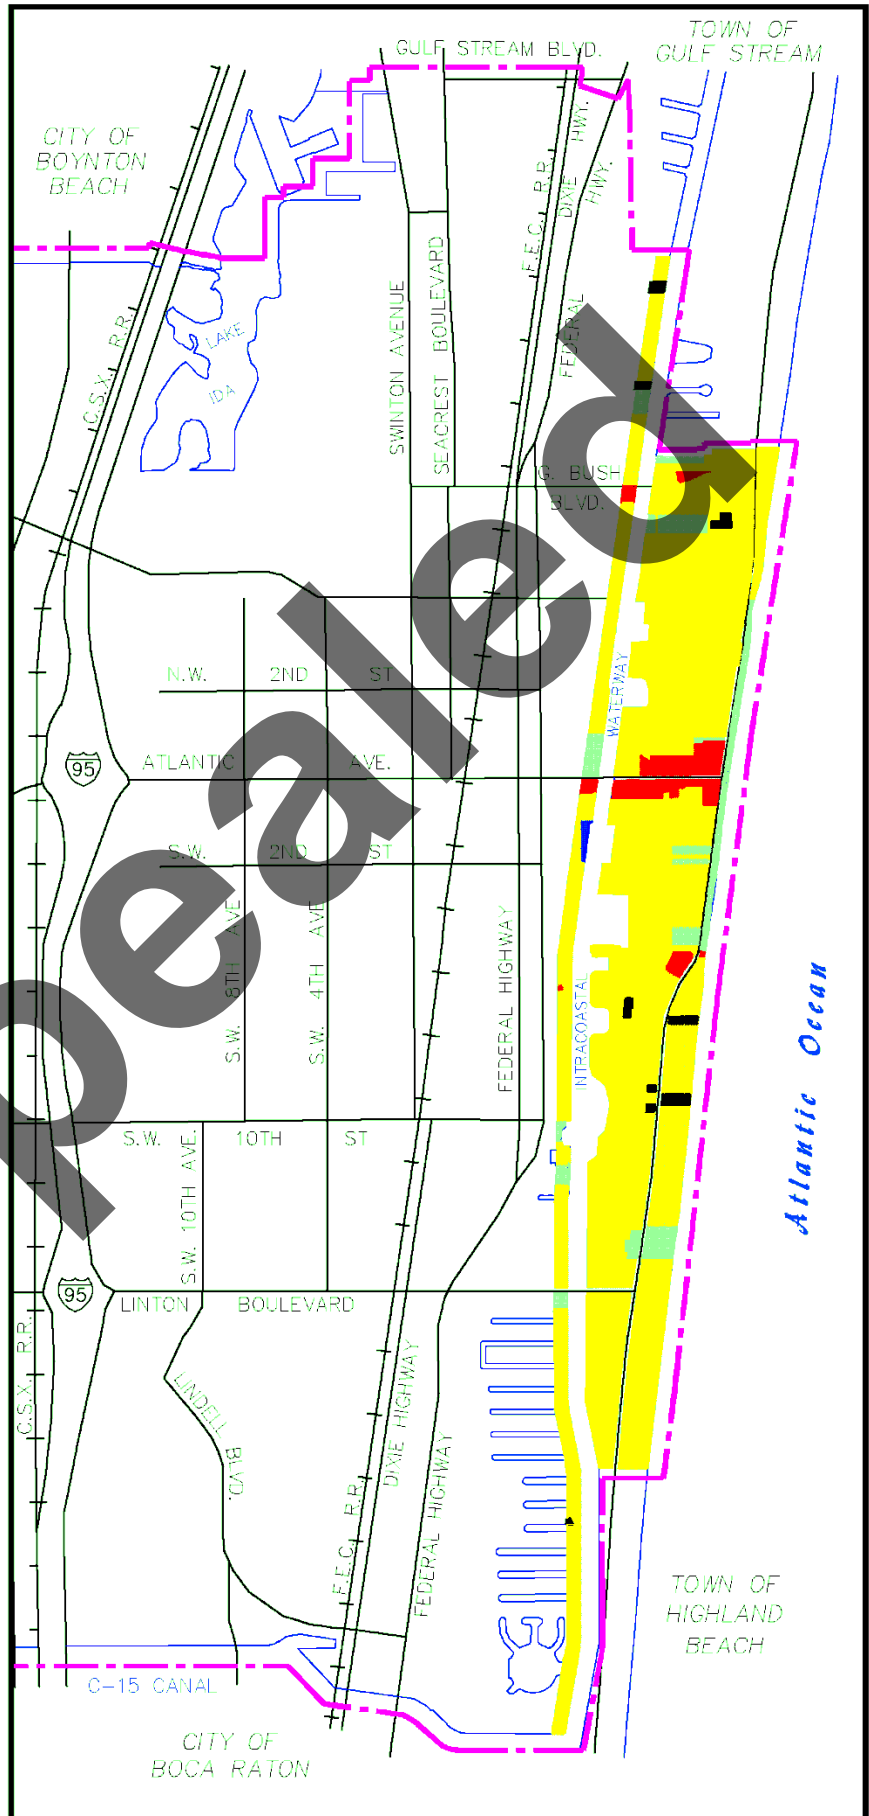 TOWN OF
GULF STREAM
GULF STREAM BLVD.
CITY OF
BOYNTON
BEACH
DIXIE HWY.
HWY.
F.E.C. R.R.
FEDERAL
SWINTON AVENUE
SEACREST BOULEVARD
C.S.X. R.R.
LAKE
IDA
G. BUSH
BLVD.
N.W. 2ND ST
WATERWAY
95
ATLANTIC AVE.
S.W. 2ND ST
S.W. 8TH AVE
S.W. 4TH AVE
FEDERAL HIGHWAY
INTRACOASTAL
Atlantic Ocean
S.W. 10TH ST
S.W. 10TH AVE.
95
LINTON BOULEVARD
C.S.X. R.R.
LINDELL BLVD.
DIXIE HIGHWAY
FEDERAL HIGHWAY
F.E.C. R.R.
TOWN OF
HIGHLAND
BEACH
C-15 CANAL
CITY OF
BOCA RATON
pealed